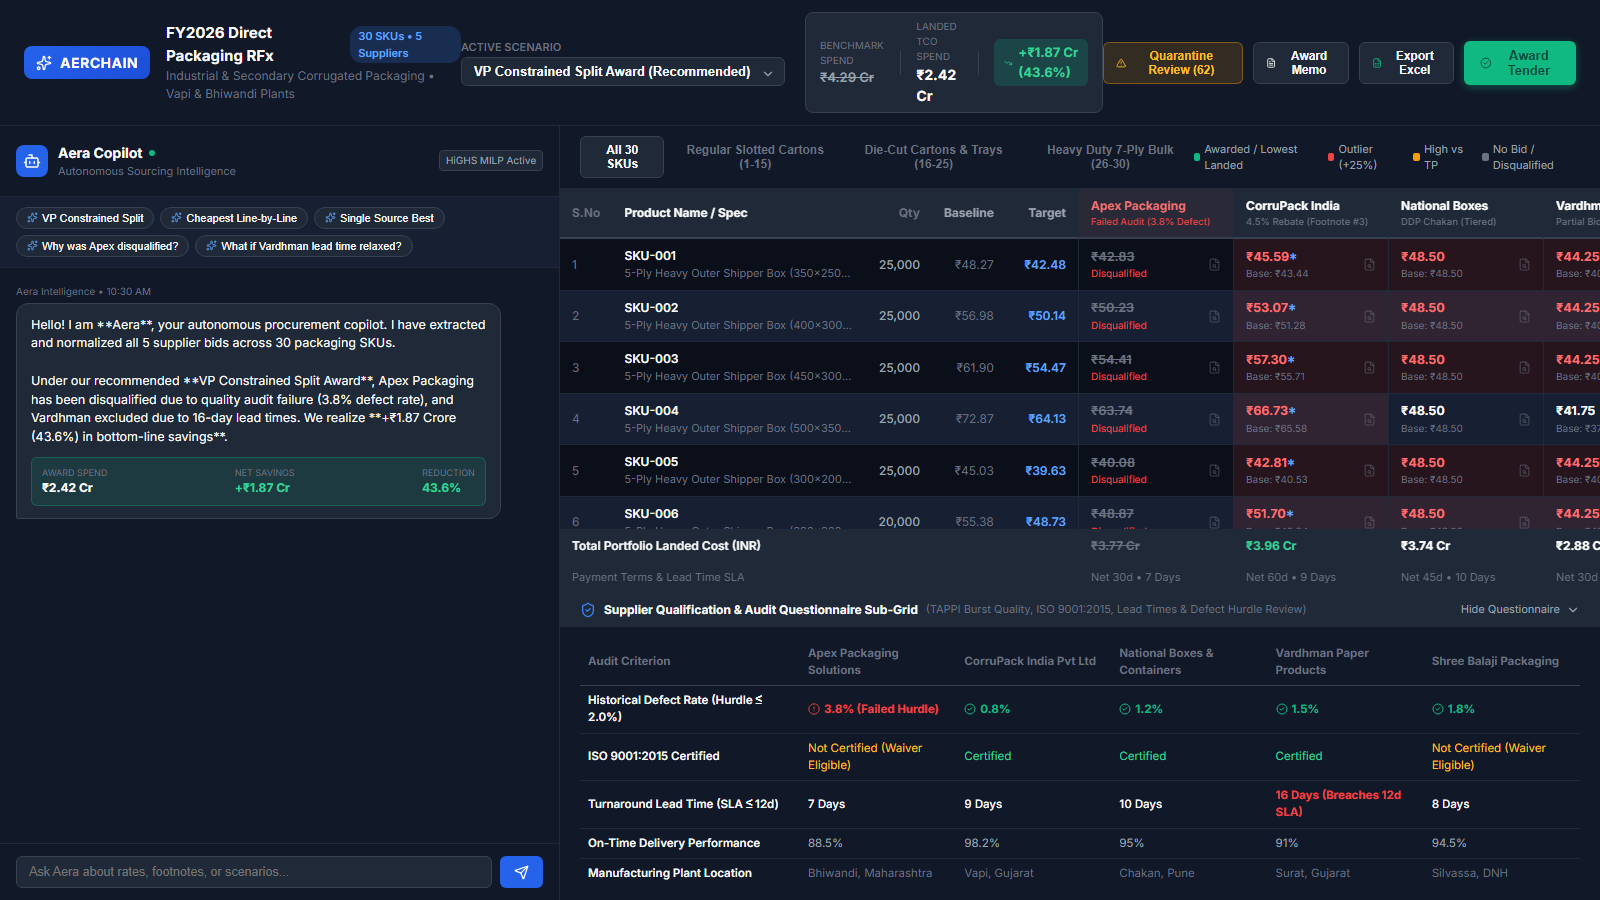 AERCHAIN
FY2026 Direct
Packaging RFx
Industrial & Secondary Corrugated Packaging •
Vapi & Bhiwandi Plants
30 SKUs • 5
Suppliers
ACTIVE SCENARIO
VP Constrained Split Award (Recommended)
BENCHMARK
SPEND
₹4.29 Cr
LANDED
TCO
SPEND
₹2.42
Cr
+₹1.87 Cr
(43.6%)
Quarantine
Review (62)
Award
Memo
Export
Excel
Award
Tender
Aera Copilot
Autonomous Sourcing Intelligence
HiGHS MILP Active
VP Constrained Split
Cheapest Line-by-Line
Single Source Best
Why was Apex disqualified?
What if Vardhman lead time relaxed?
Aera Intelligence • 10:30 AM
Hello! I am **Aera**, your autonomous procurement copilot. I have extracted
and normalized all 5 supplier bids across 30 packaging SKUs.
Under our recommended **VP Constrained Split Award**, Apex Packaging
has been disqualified due to quality audit failure (3.8% defect rate), and
Vardhman excluded due to 16-day lead times. We realize **+₹1.87 Crore
(43.6%) in bottom-line savings**.
AWARD SPEND NET SAVINGS REDUCTION
₹2.42 Cr +₹1.87 Cr 43.6%
Ask Aera about rates, footnotes, or scenarios...
All 30
SKUs
Regular Slotted Cartons
(1-15)
Die-Cut Cartons & Trays
(16-25)
Heavy Duty 7-Ply Bulk
(26-30)
Awarded / Lowest
Landed
Outlier
(+25%)
High vs
TP
No Bid /
Disqualified
S.No Product Name / Spec Qty Baseline Target
Apex Packaging
Failed Audit (3.8% Defect)
CorruPack India
4.5% Rebate (Footnote #3)
National Boxes
DDP Chakan (Tiered)
Vardhm
Partial Bid
1 SKU-001 25,000 ₹48.27 ₹42.48 ₹42.83 ₹45.59* ₹48.50 ₹44.25
5-Ply Heavy Outer Shipper Box (350×250... Disqualified Base: ₹43.44 Base: ₹48.50 Base: ₹40
2 SKU-002 25,000 ₹56.98 ₹50.14 ₹50.23 ₹53.07* ₹48.50 ₹44.25
5-Ply Heavy Outer Shipper Box (400×300... Disqualified Base: ₹51.28 Base: ₹48.50 Base: ₹40
3 SKU-003 25,000 ₹61.90 ₹54.47 ₹54.41 ₹57.30* ₹48.50 ₹44.25
5-Ply Heavy Outer Shipper Box (450×300... Disqualified Base: ₹55.71 Base: ₹48.50 Base: ₹40
4 SKU-004 25,000 ₹72.87 ₹64.13 ₹63.74 ₹66.73* ₹48.50 ₹41.75
5-Ply Heavy Outer Shipper Box (500×350... Disqualified Base: ₹65.58 Base: ₹48.50 Base: ₹37
5 SKU-005 25,000 ₹45.03 ₹39.63 ₹40.08 ₹42.81* ₹48.50 ₹44.25
5-Ply Heavy Outer Shipper Box (300×200... Disqualified Base: ₹40.53 Base: ₹48.50 Base: ₹40
6 SKU-006 20,000 ₹55.38 ₹48.73 ₹48.87 ₹51.70* ₹48.50 ₹44.25
Total Portfolio Landed Cost (INR) ₹3.77 Cr ₹3.96 Cr ₹3.74 Cr ₹2.88 C
Payment Terms & Lead Time SLA Net 30d • 7 Days Net 60d • 9 Days Net 45d • 10 Days Net 30d
Supplier Qualification & Audit Questionnaire Sub-Grid (TAPPI Burst Quality, ISO 9001:2015, Lead Times & Defect Hurdle Review) Hide Questionnaire
Audit Criterion
Apex Packaging
Solutions
CorruPack India Pvt Ltd
National Boxes &
Containers
Vardhman Paper
Products
Shree Balaji Packaging
Historical Defect Rate (Hurdle ≤
2.0%)
3.8% (Failed Hurdle) 0.8% 1.2% 1.5% 1.8%
ISO 9001:2015 Certified
Not Certified (Waiver
Eligible)
Certified Certified Certified
Not Certified (Waiver
Eligible)
Turnaround Lead Time (SLA ≤ 12d) 7 Days 9 Days 10 Days
16 Days (Breaches 12d
SLA)
8 Days
On-Time Delivery Performance 88.5% 98.2% 95% 91% 94.5%
Manufacturing Plant Location Bhiwandi, Maharashtra Vapi, Gujarat Chakan, Pune Surat, Gujarat Silvassa, DNH